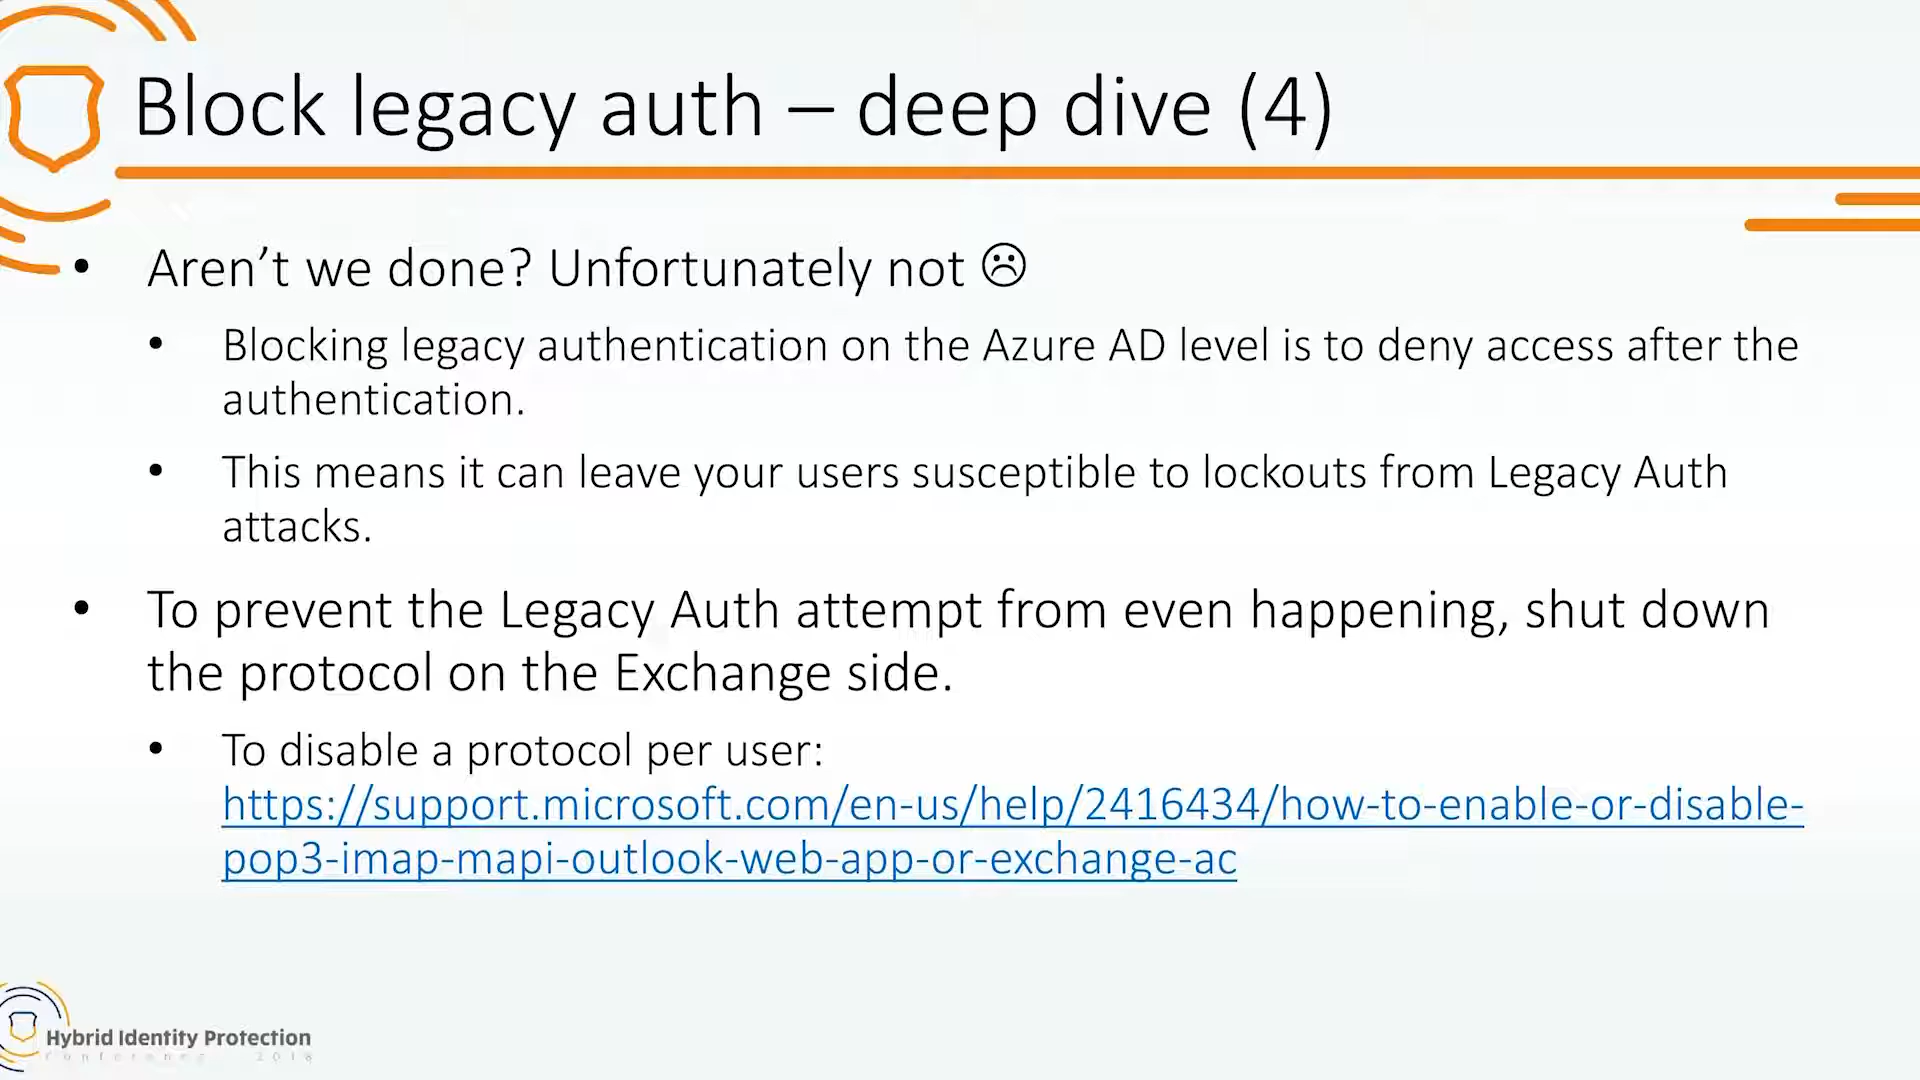 Block legacy auth – deep dive (4)
• Aren’t we done? Unfortunately not ☹
• Blocking legacy authentication on the Azure AD level is to deny access after the
authentication.
• This means it can leave your users susceptible to lockouts from Legacy Auth
attacks.
• To prevent the Legacy Auth attempt from even happening, shut down
the protocol on the Exchange side.
• To disable a protocol per user:
https://support.microsoft.com/en-us/help/2416434/how-to-enable-or-disable-
pop3-imap-mapi-outlook-web-app-or-exchange-ac
Hybrid Identity Protection
Conference 2018